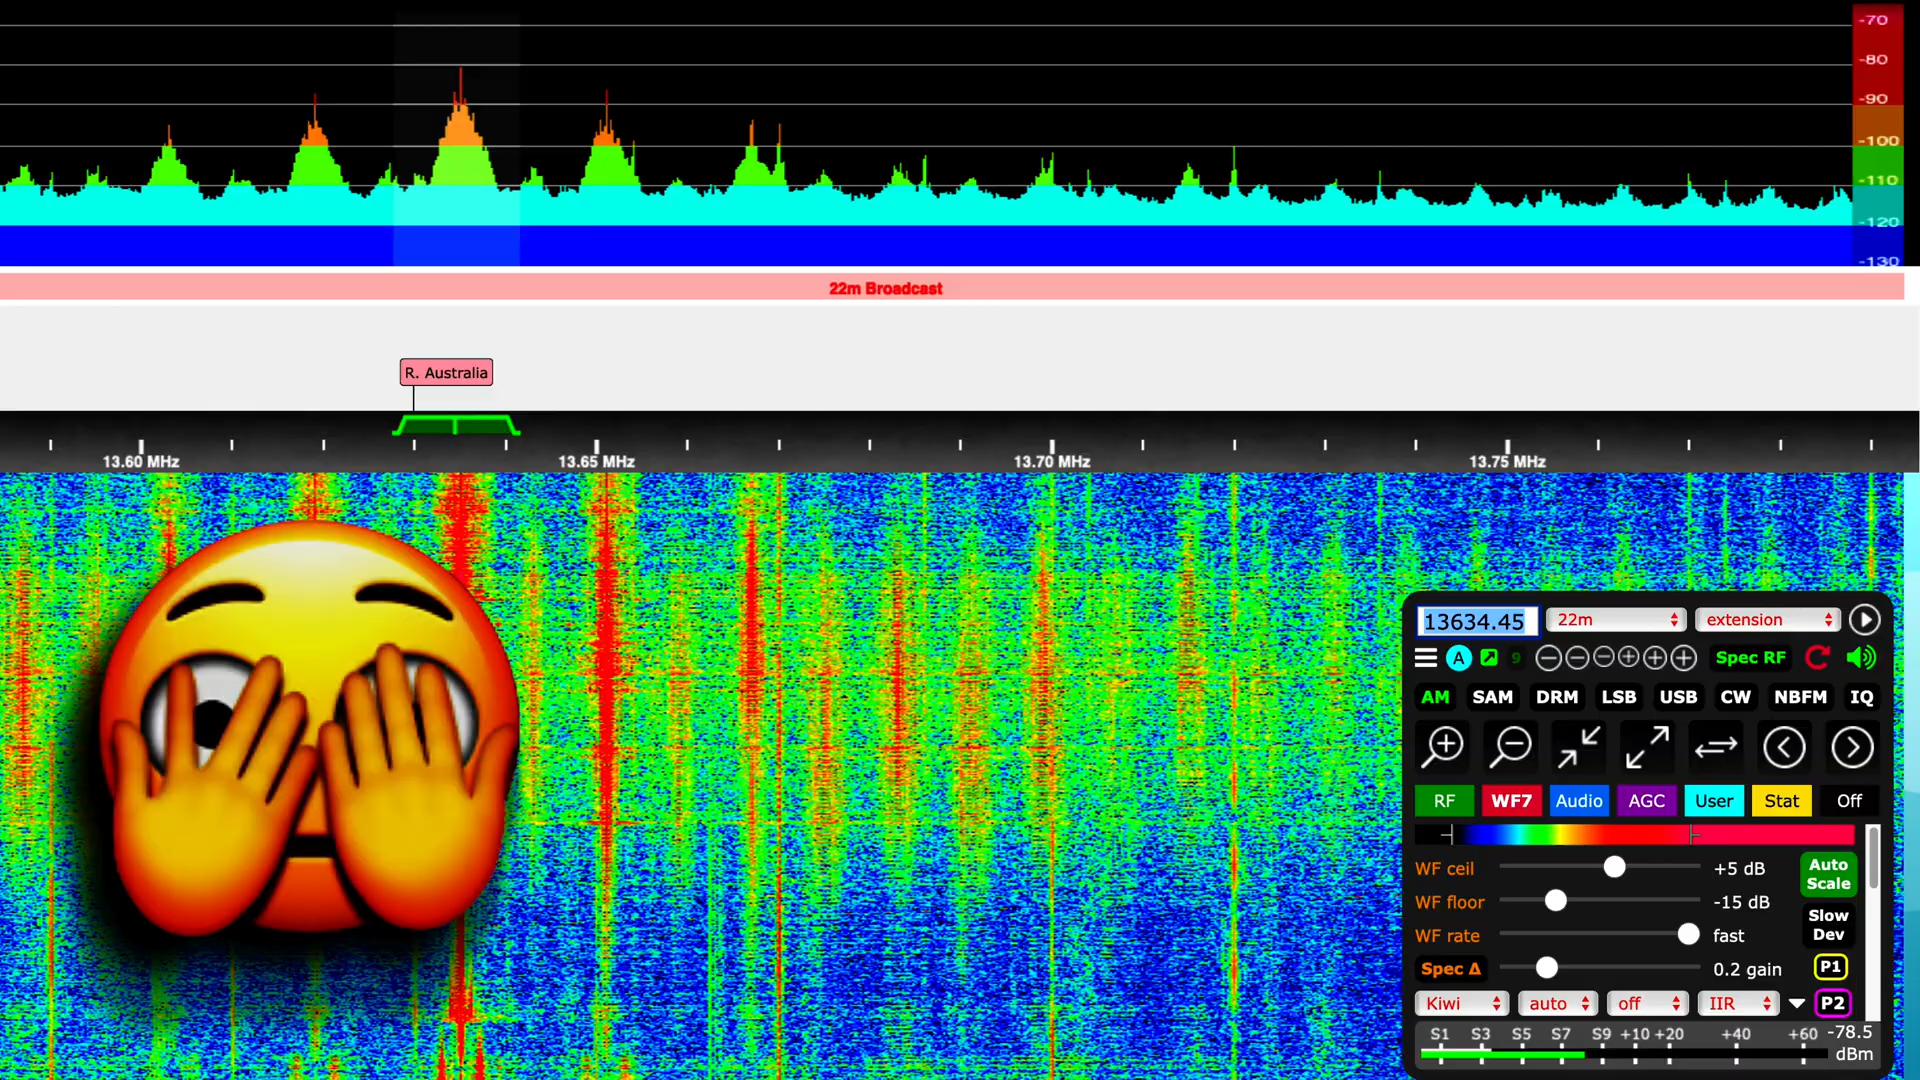 -70
-80
-90
-100
-110
-120
-130
22m Broadcast
R. Australia
13.60 MHz 13.65 MHz 13.70 MHz 13.75 MHz
13634.45 22m extension
A 9 Spec RF
AM SAM DRM LSB USB CW NBFM IQ
RF WF7 Audio AGC User Stat Off
WF ceil +5 dB Auto Scale
WF floor -15 dB Slow Dev
WF rate fast
Spec Δ 0.2 gain P1
Kiwi auto off IIR P2
S1 S3 S5 S7 S9 +10 +20 +40 +60 -78.5
dBm